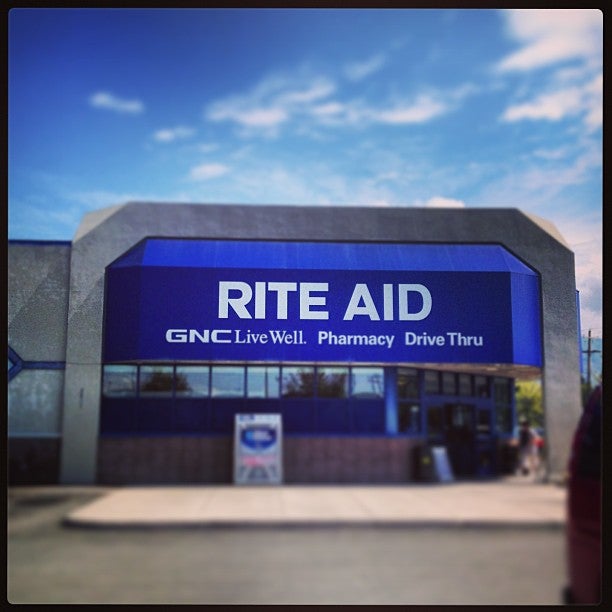 RITE AID
GNC LiveWell. Pharmacy Drive Thru